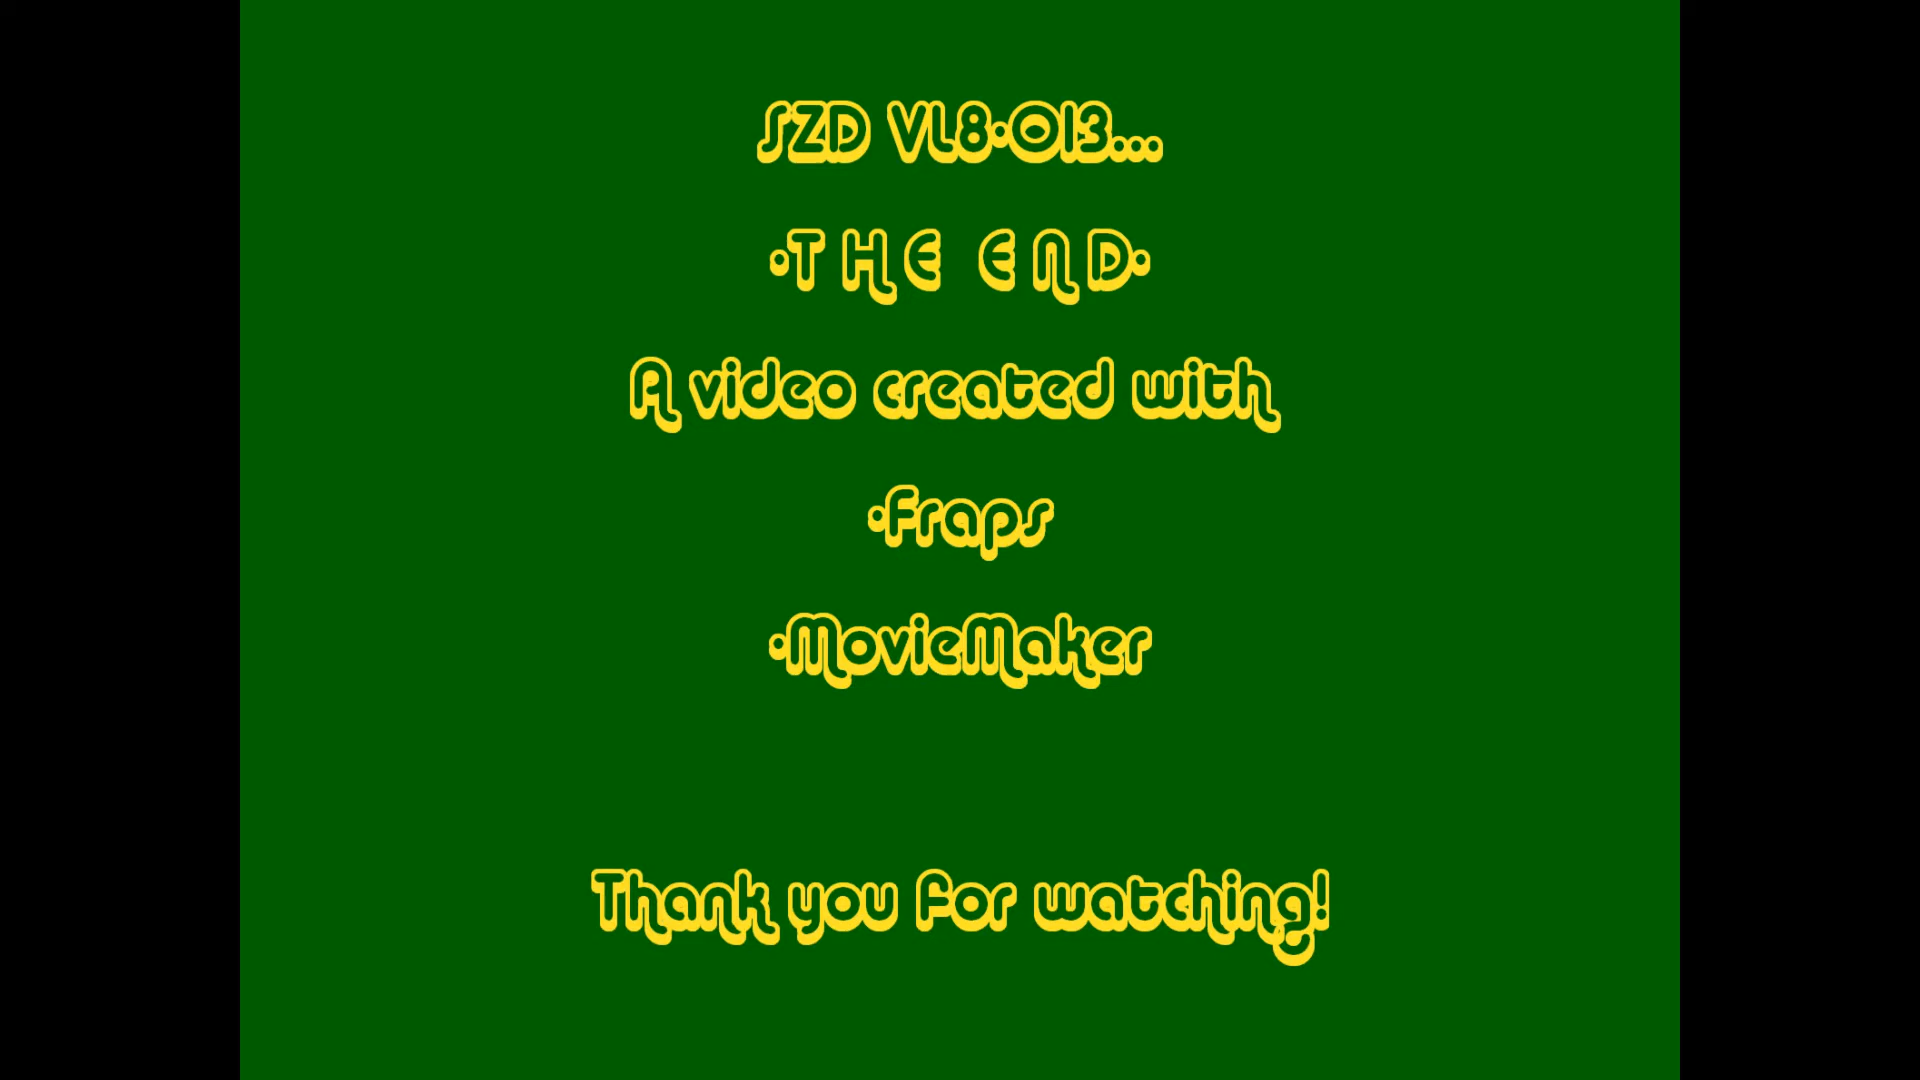 SZD VL8•013...
•T H E  E N D•
A video created with
•Fraps
•MovieMaker
Thank you for watching!